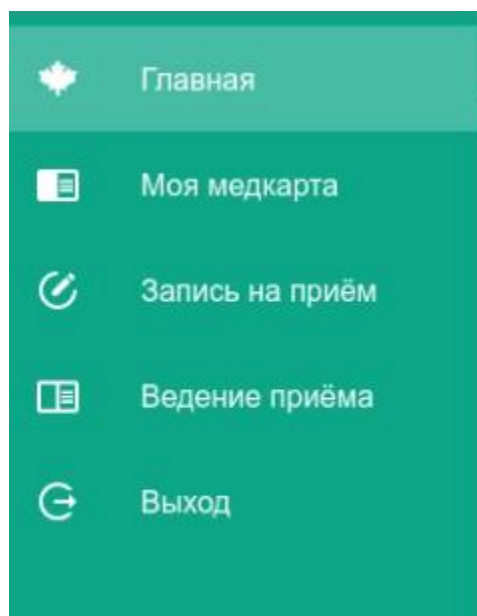 Главная
Моя медкарта
Запись на приём
Ведение приёма
Выход